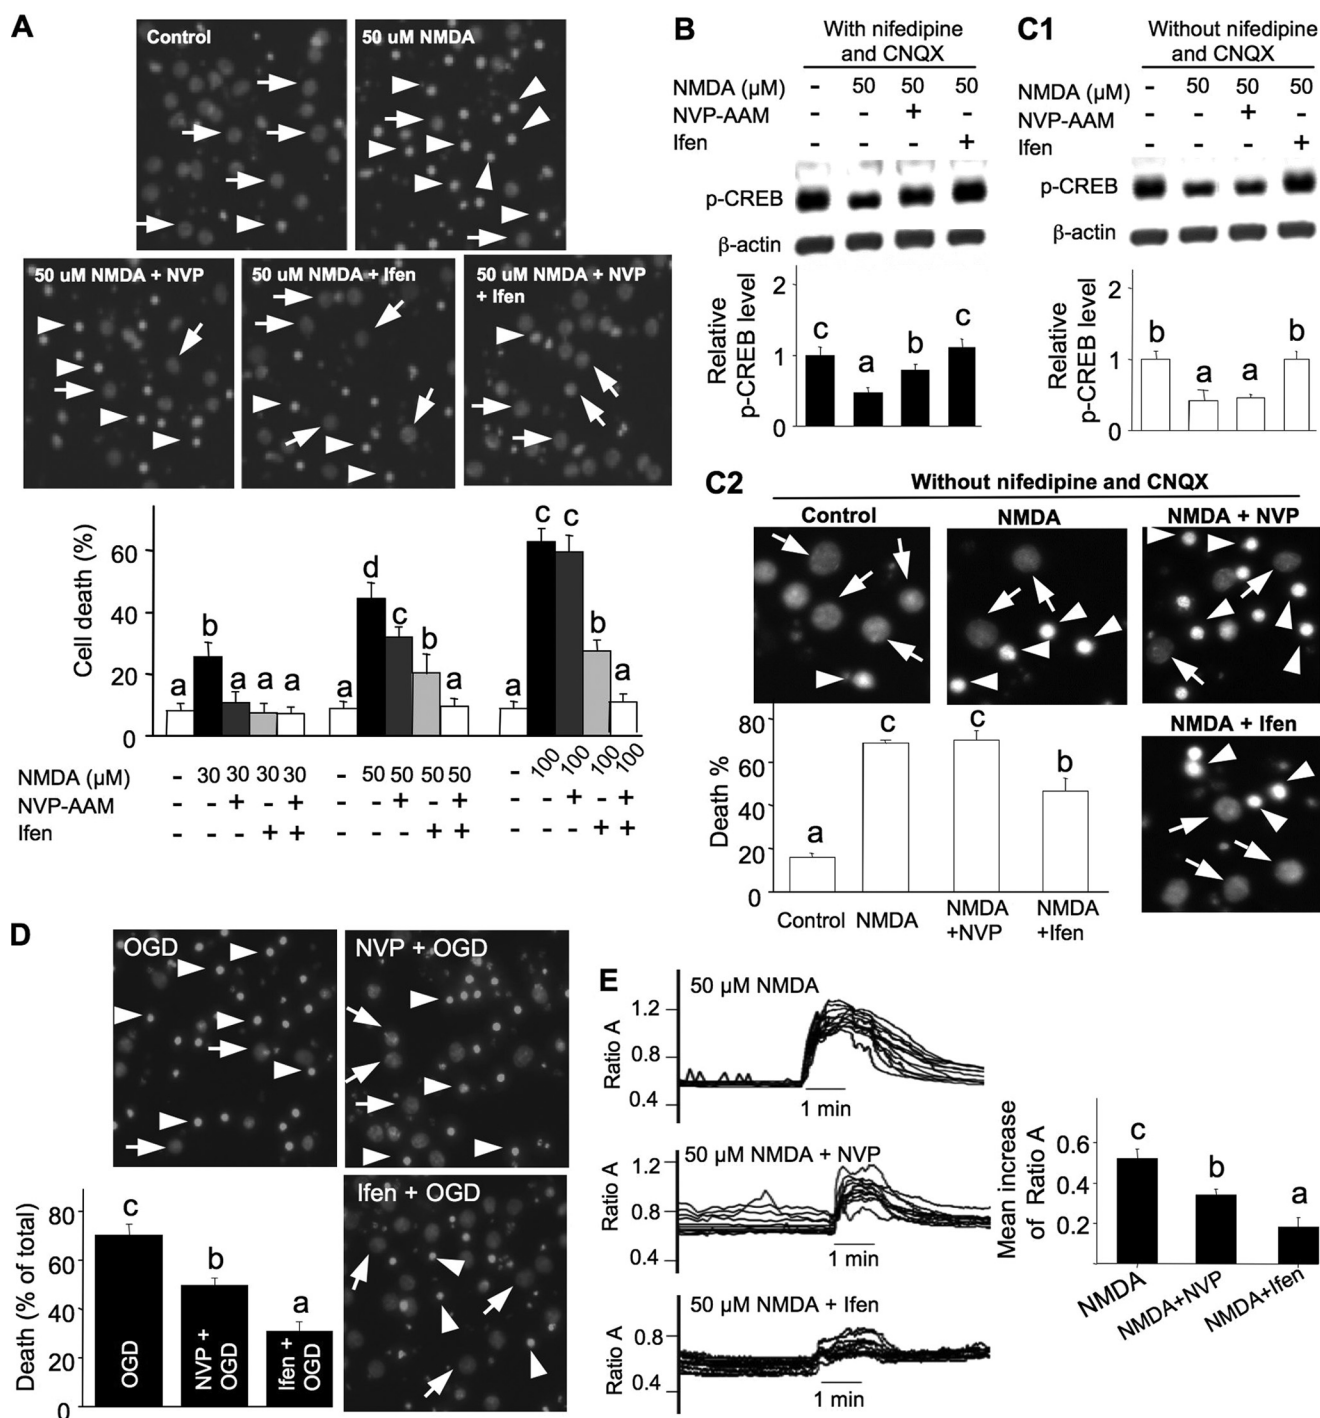 A
Control
50 uM NMDA
50 uM NMDA + NVP
50 uM NMDA + Ifen
50 uM NMDA + NVP
+ Ifen
Cell death (%)
60
40
20
0
a b a a a
a d c b a
a c c b a
NMDA (μM) - 30 30 30 30 - 50 50 50 50 - 100 100 100 100
NVP-AAM - - + - + - - + - + - - + - +
Ifen - - - + + - - - + + - - - + +
B
With nifedipine
and CNQX
NMDA (μM) - 50 50 50
NVP-AAM - - + -
Ifen - - - +
p-CREB
β-actin
Relative
p-CREB level
2
1
0
c a b c
C1
Without nifedipine
and CNQX
NMDA (μM) - 50 50 50
NVP-AAM - - + -
Ifen - - - +
p-CREB
β-actin
Relative
p-CREB level
2
1
0
b a a b
C2
Without nifedipine and CNQX
Control
NMDA
NMDA + NVP
NMDA + Ifen
Death %
80
60
40
20
0
a c c b
Control NMDA NMDA NMDA
+NVP +Ifen
D
OGD
NVP + OGD
Ifen + OGD
Death (% of total)
80
60
40
20
0
c b a
OGD
NVP +
OGD
Ifen +
OGD
E
50 μM NMDA
Ratio A
1.2
0.8
0.4
1 min
50 μM NMDA + NVP
Ratio A
1.2
0.8
0.4
1 min
50 μM NMDA + Ifen
Ratio A
0.8
0.4
1 min
Mean increase
of Ratio A
0.6
0.4
0.2
c b a
NMDA
NMDA+NVP
NMDA+Ifen